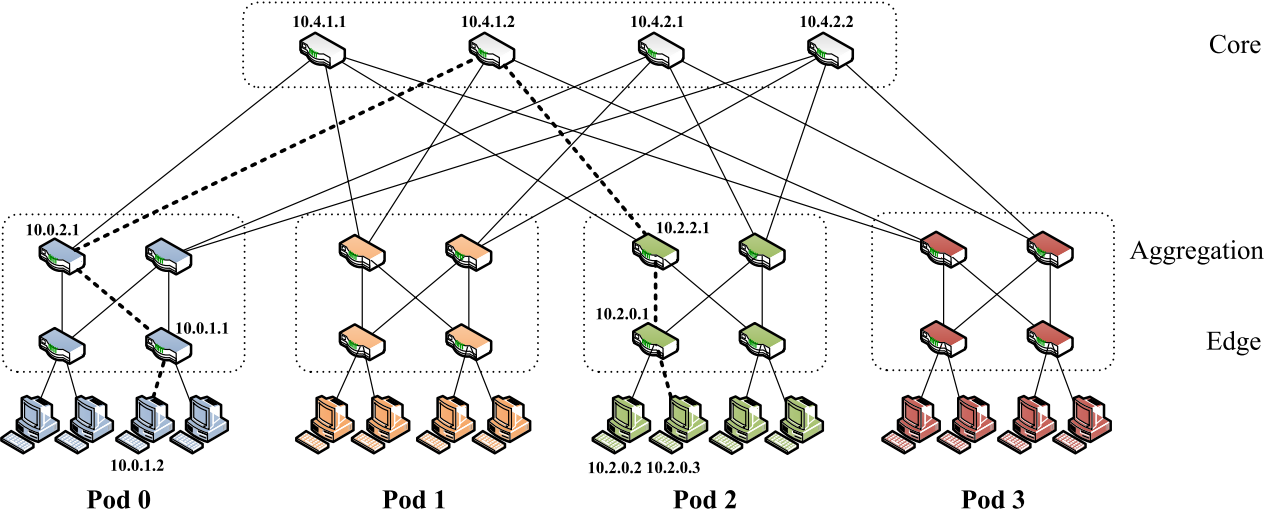 10.4.1.1 10.4.1.2 10.4.2.1 10.4.2.2
Core
10.0.2.1 10.2.2.1
Aggregation
10.0.1.1 10.2.0.1
Edge
10.0.1.2 10.2.0.2 10.2.0.3
Pod 0 Pod 1 Pod 2 Pod 3